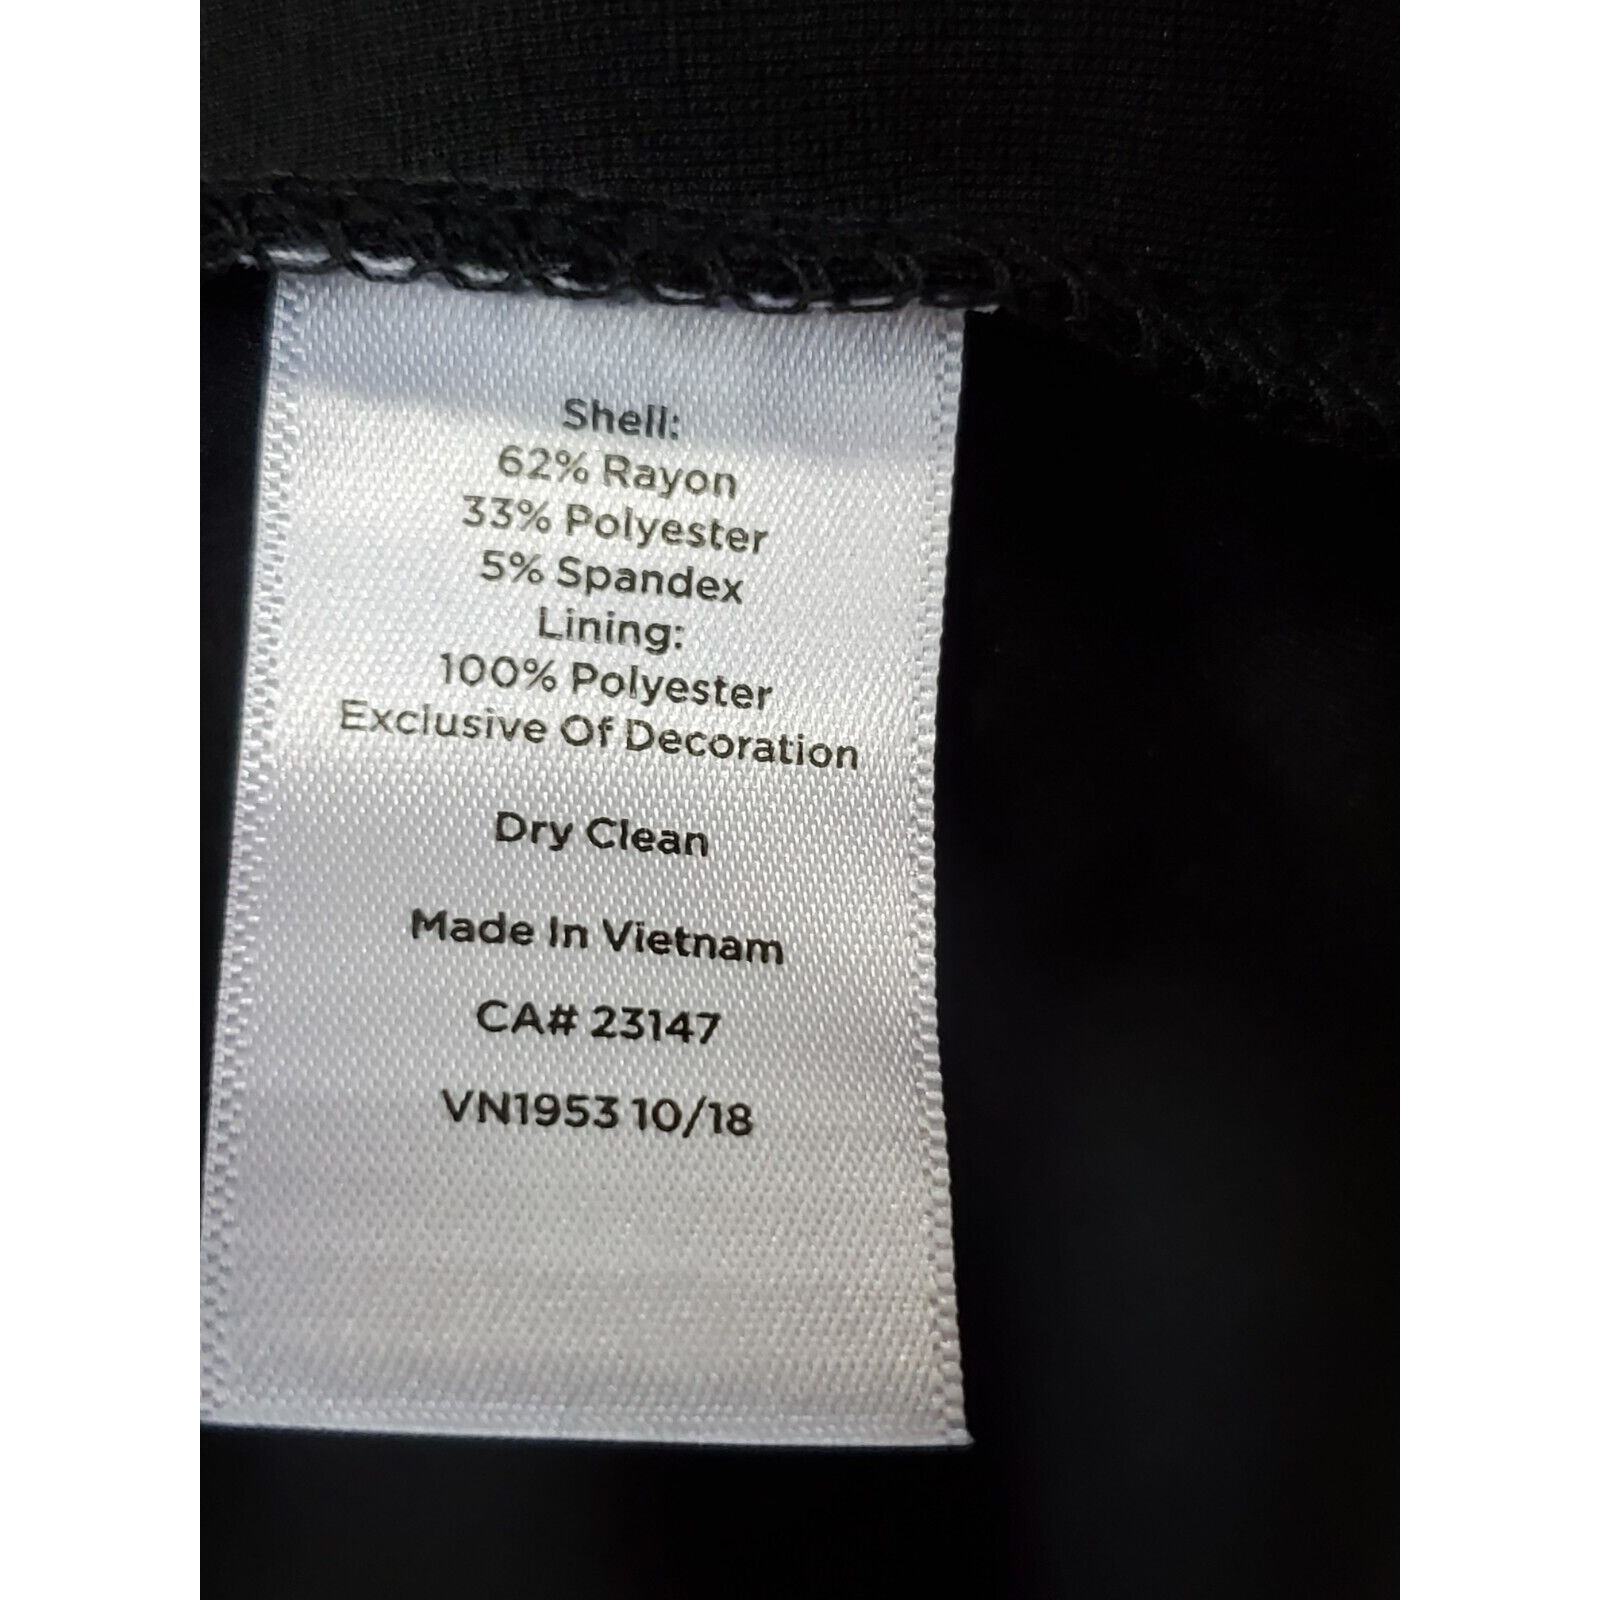 Shell:
62% Rayon
33% Polyester
5% Spandex
Lining:
100% Polyester
Exclusive Of Decoration
Dry Clean
Made In Vietnam
CA# 23147
VN1953 10/18